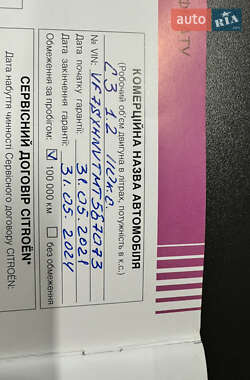 auto.RIA
КОМЕРЦІЙНА НАЗВА АВТОМОБІЛЯ
(Робочий об'єм двигуна в літрах, потужність в к.с.)
C3 1.2 110к.с.
№ VIN:
Дата початку гарантії: 31.05.2021
Дата закінчення гарантії: 31.05.2024
Обмеження за пробігом: 100 000 км без обмеження
СЕРВІСНИЙ ДОГОВІР CITROËN*
Дата набуття чинності Сервісного договору CITROËN: